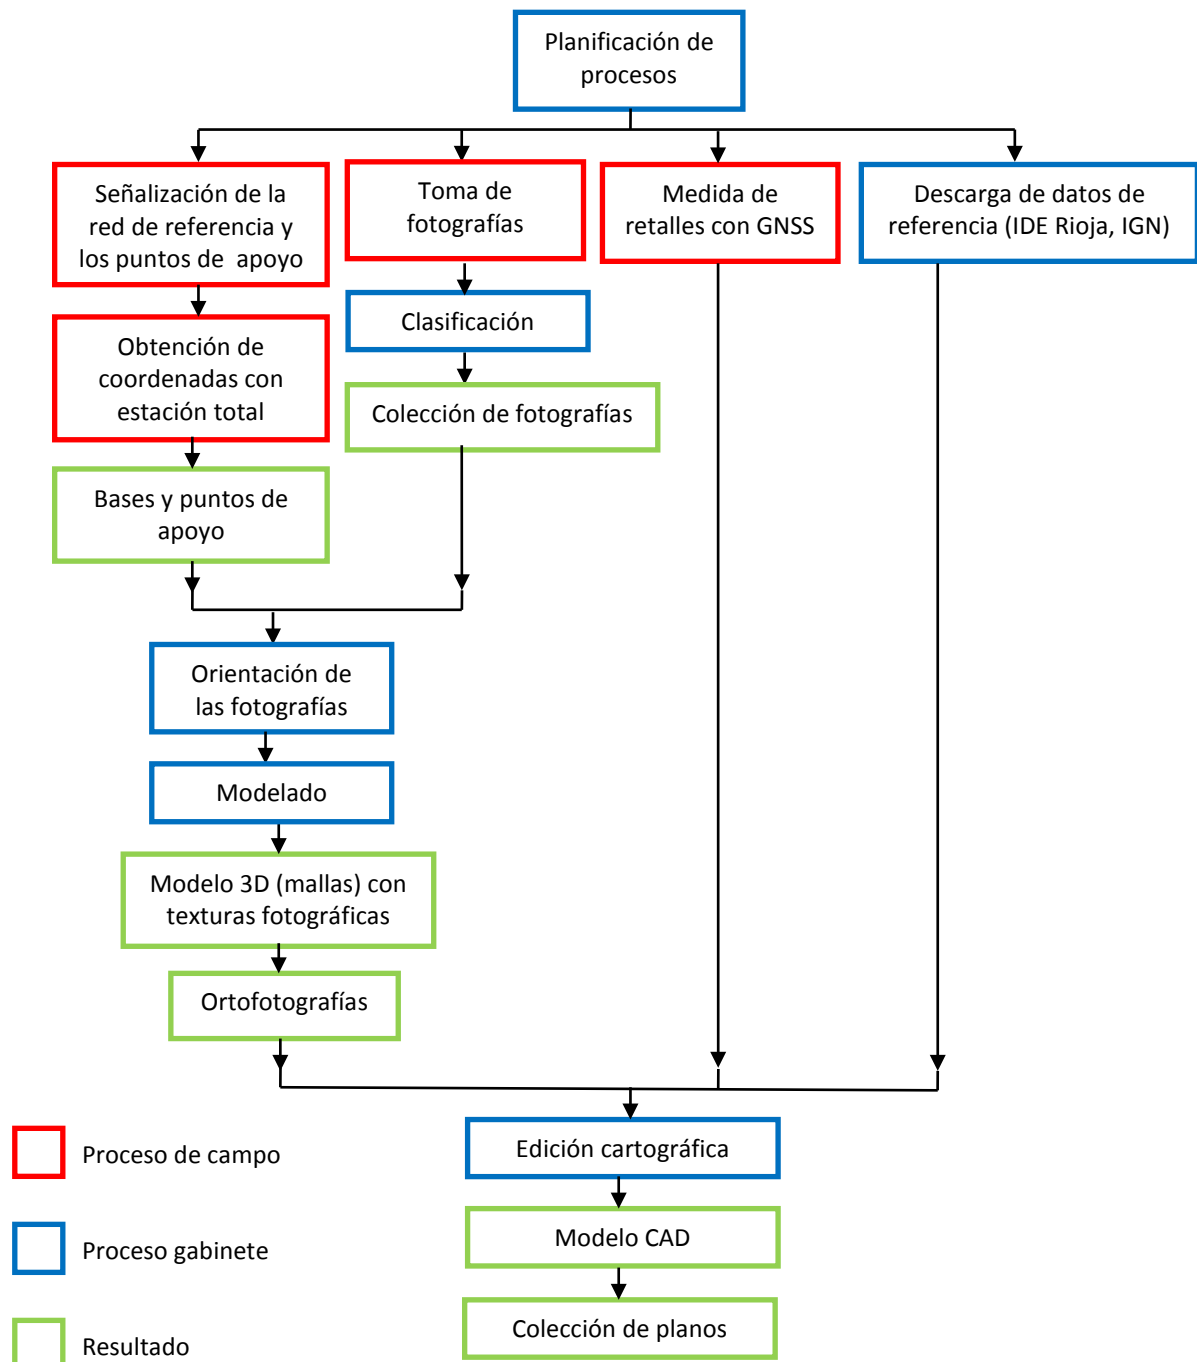 Planificación de
procesos
Señalización de la
red de referencia y
los puntos de apoyo
Toma de
fotografías
Medida de
retalles con GNSS
Descarga de datos de
referencia (IDE Rioja, IGN)
Clasificación
Obtención de
coordenadas con
estación total
Colección de fotografías
Bases y puntos de
apoyo
Orientación de
las fotografías
Modelado
Modelo 3D (mallas) con
texturas fotográficas
Ortofotografías
Edición cartográfica
Modelo CAD
Colección de planos
Proceso de campo
Proceso gabinete
Resultado